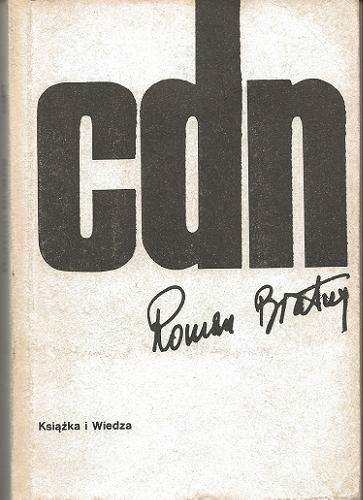 cdn
Roman Bratny
Książka i Wiedza